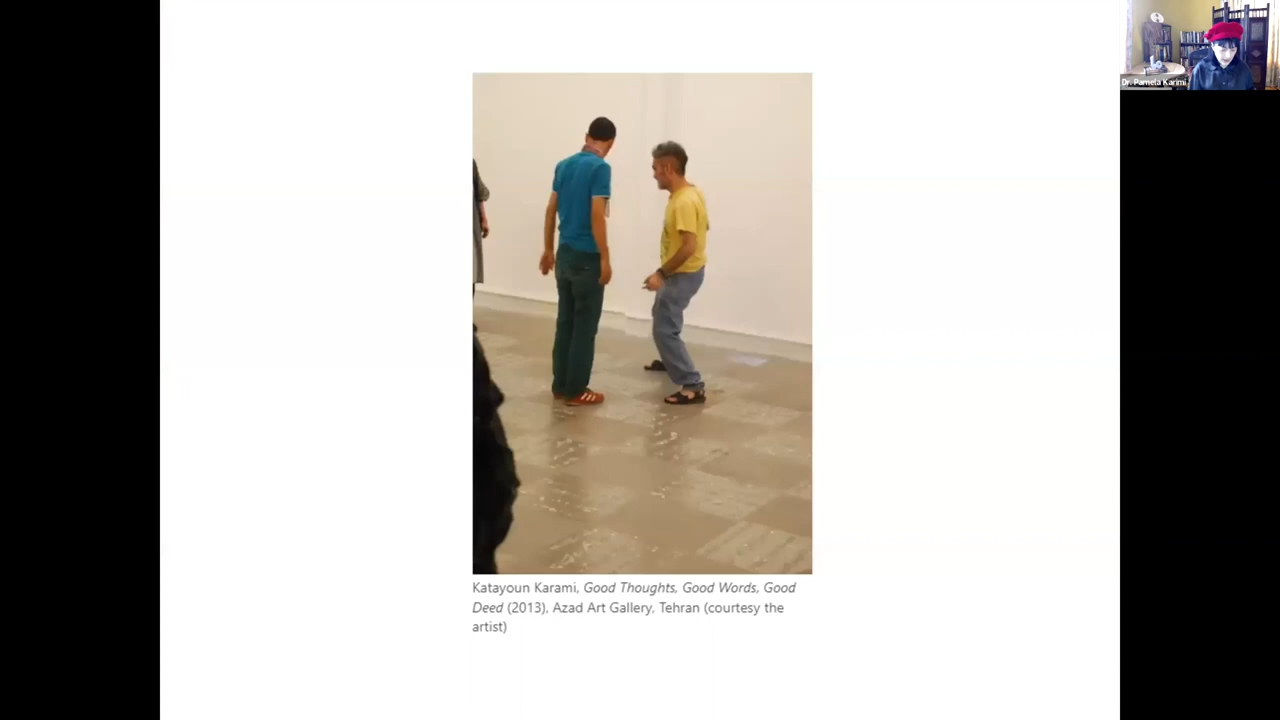 Dr. Pamela Karimi
Katayoun Karami, Good Thoughts, Good Words, Good
Deed (2013), Azad Art Gallery, Tehran (courtesy the
artist)